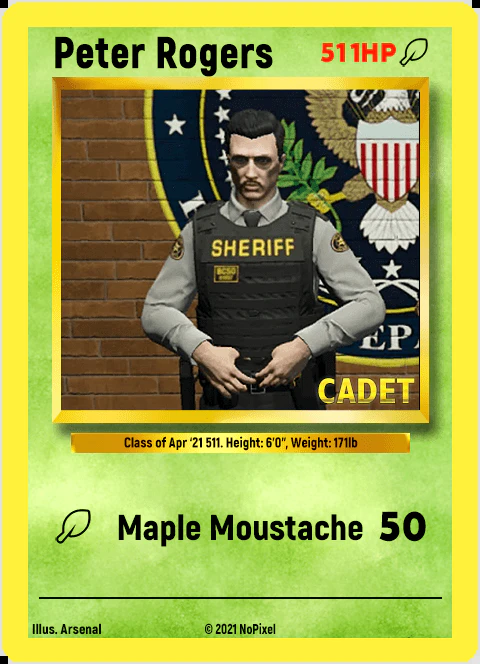 Peter Rogers 511HP
SHERIFF
BCSO
EPA
CADET
Class of Apr '21 511. Height: 6'0", Weight: 171lb
Maple Moustache 50
Illus. Arsenal © 2021 NoPixel